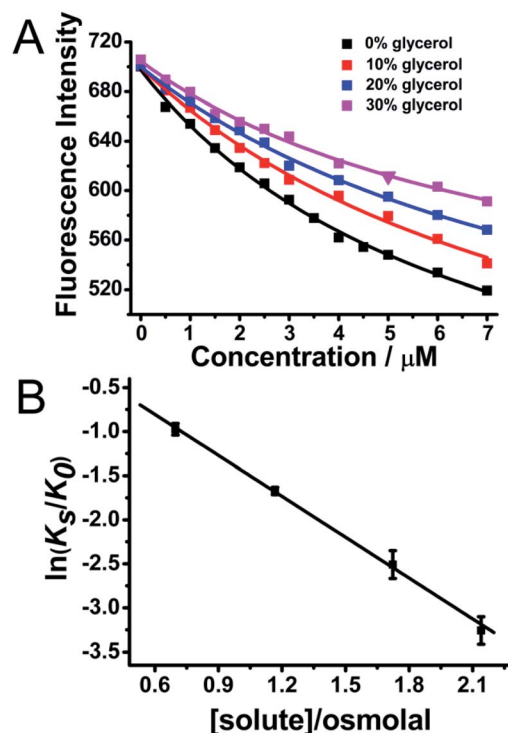 A
Fluorescence Intensity
720
680
640
600
560
520
0% glycerol
10% glycerol
20% glycerol
30% glycerol
0 1 2 3 4 5 6 7
Concentration / μM
B
ln(Ks/K0)
-0.5
-1.0
-1.5
-2.0
-2.5
-3.0
-3.5
0.6 0.9 1.2 1.5 1.8 2.1
[solute]/osmolal